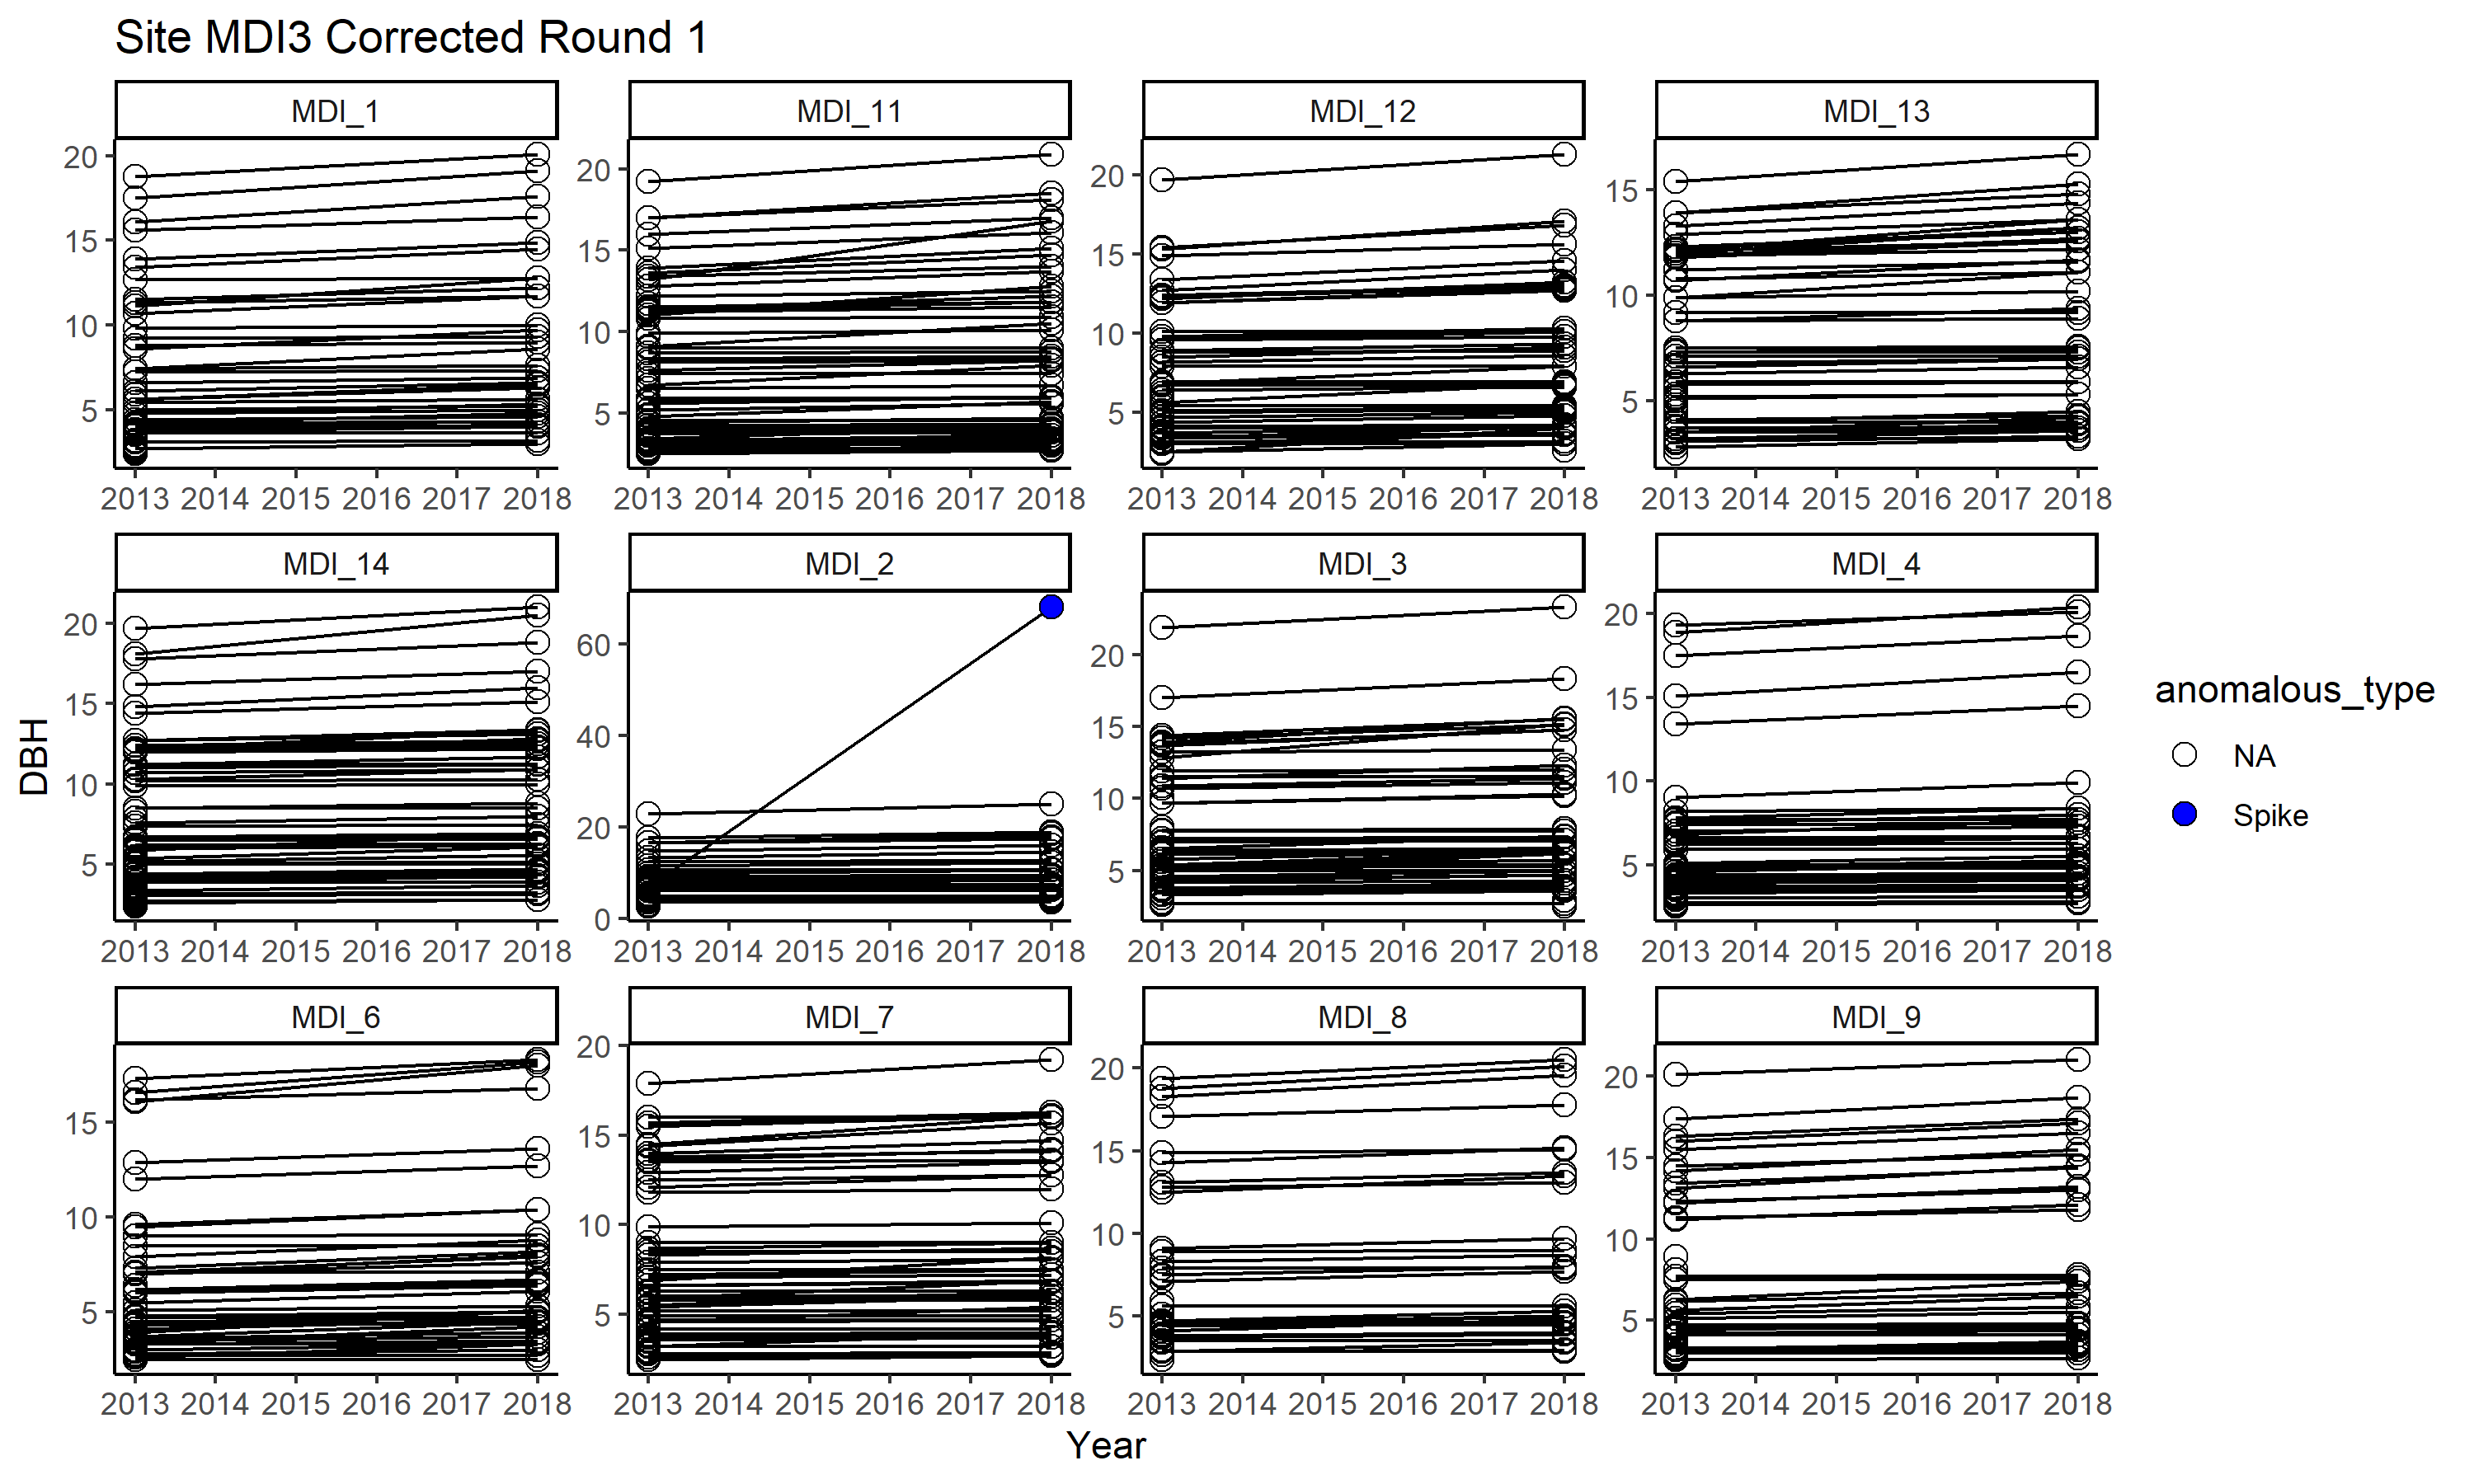 Site MDI3 Corrected Round 1
MDI_1 MDI_11 MDI_12 MDI_13
20 15 10 5
20 15 10 5
20 15 10 5
15 10 5
2013 2014 2015 2016 2017 2018 2013 2014 2015 2016 2017 2018 2013 2014 2015 2016 2017 2018 2013 2014 2015 2016 2017 2018
MDI_14 MDI_2 MDI_3 MDI_4
20 15 10 5
60 40 20 0
20 15 10 5
20 15 10 5
2013 2014 2015 2016 2017 2018 2013 2014 2015 2016 2017 2018 2013 2014 2015 2016 2017 2018 2013 2014 2015 2016 2017 2018
MDI_6 MDI_7 MDI_8 MDI_9
15 10 5
20 15 10 5
20 15 10 5
20 15 10 5
2013 2014 2015 2016 2017 2018 2013 2014 2015 2016 2017 2018 2013 2014 2015 2016 2017 2018 2013 2014 2015 2016 2017 2018
DBH
Year
anomalous_type
NA
Spike